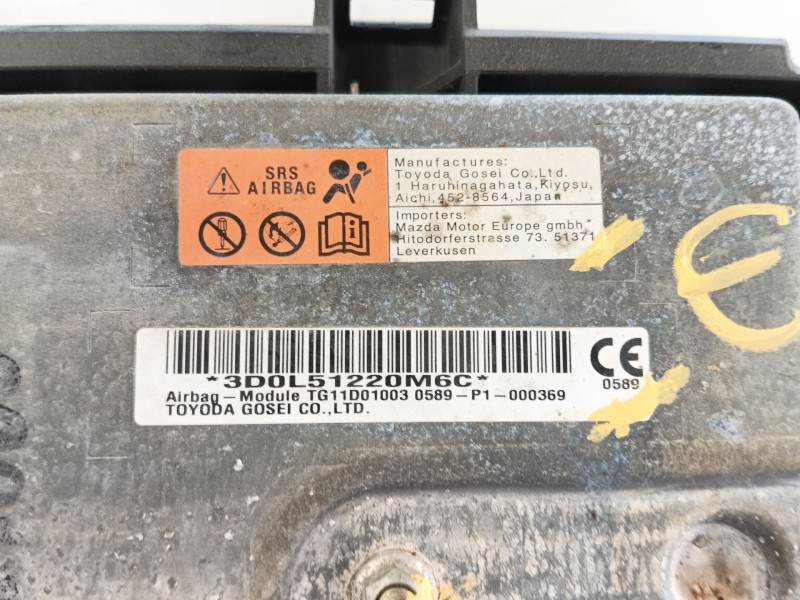 SRS
AIRBAG
Manufactures:
Toyoda Gosei Co.,Ltd.
1 Haruhinagahata,Kiyosu,
Aichi,452-8564,Japan
Importers:
Mazda Motor Europe gmbh
Hitodorferstrasse 73. 51371
Leverkusen
*3D0L51220M6C*
Airbag-Module TG11D01003 0589-P1-000369
TOYODA GOSEI CO.,LTD.
CE
0589
E